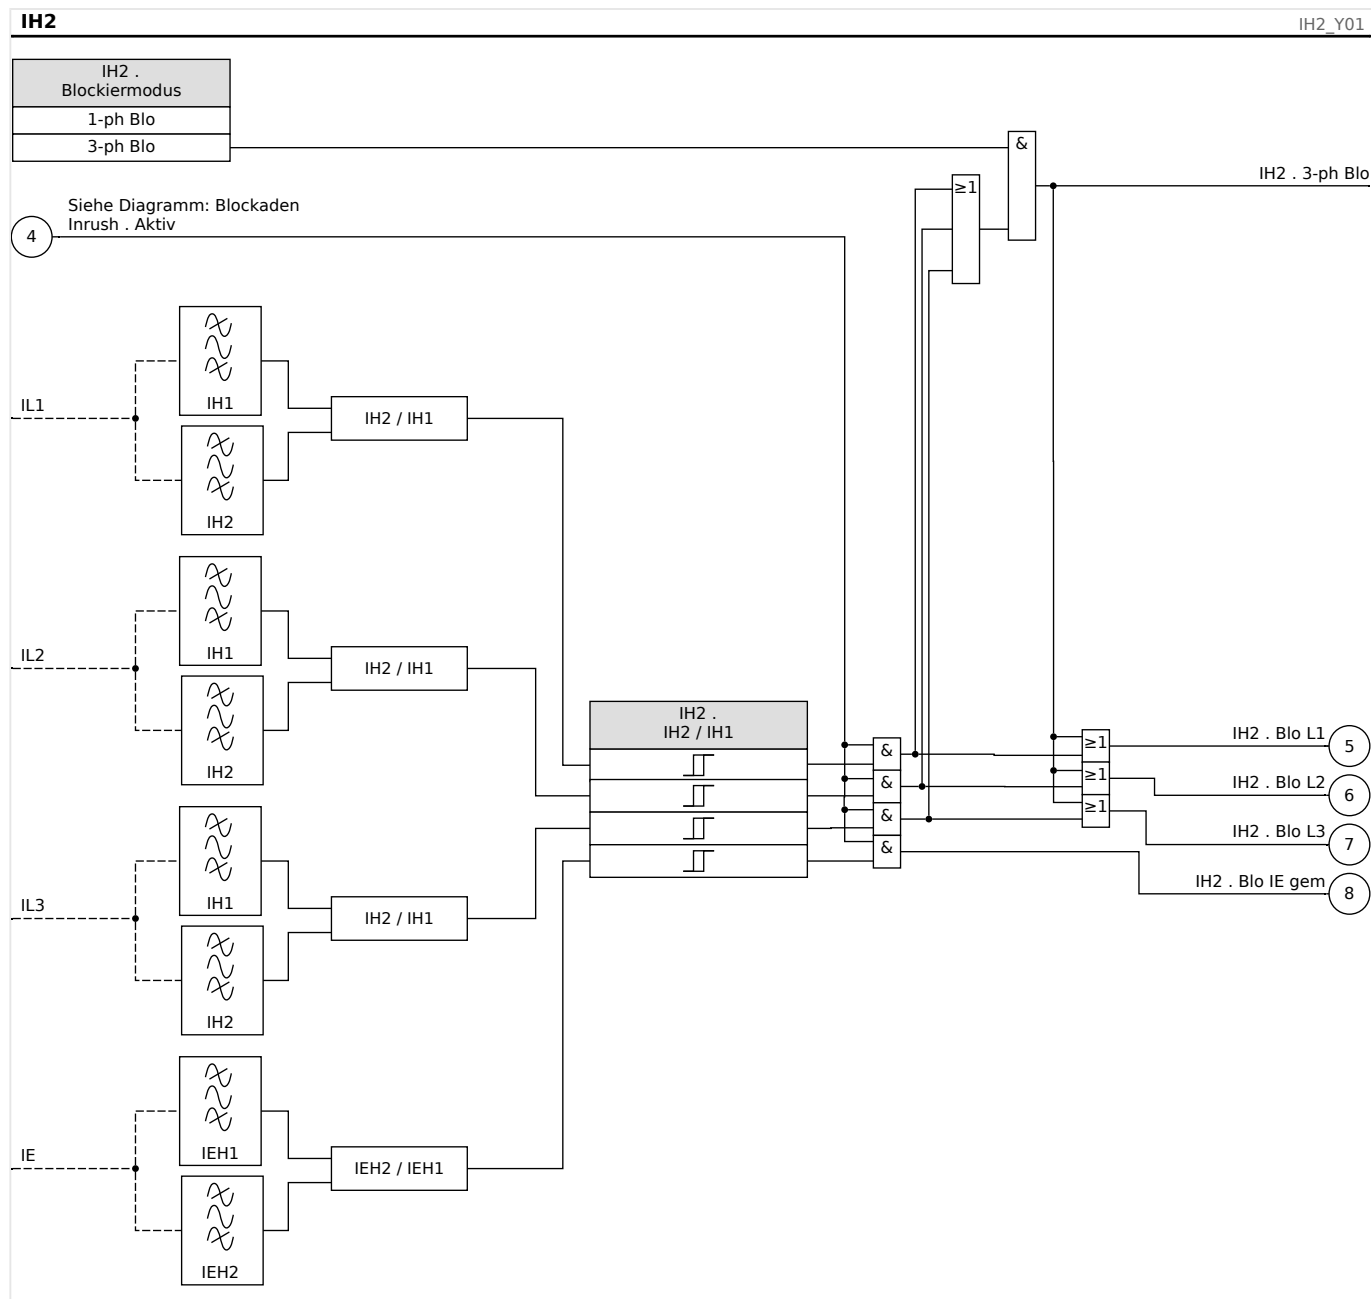 IH2
IH2_Y01
IH2 .
Blockiermodus
1-ph Blo
3-ph Blo
&
IH2 . 3-ph Blo
≥1
Siehe Diagramm: Blockaden
Inrush . Aktiv
4
IH1
IL1
IH2 / IH1
IH2
IH1
IL2
IH2 / IH1
IH2
IH2 .
IH2 / IH1
&
&
&
&
≥1
≥1
≥1
IH2 . Blo L1
5
IH2 . Blo L2
6
IH2 . Blo L3
7
IH2 . Blo IE gem
8
IH1
IL3
IH2 / IH1
IH2
IEH1
IE
IEH2 / IEH1
IEH2